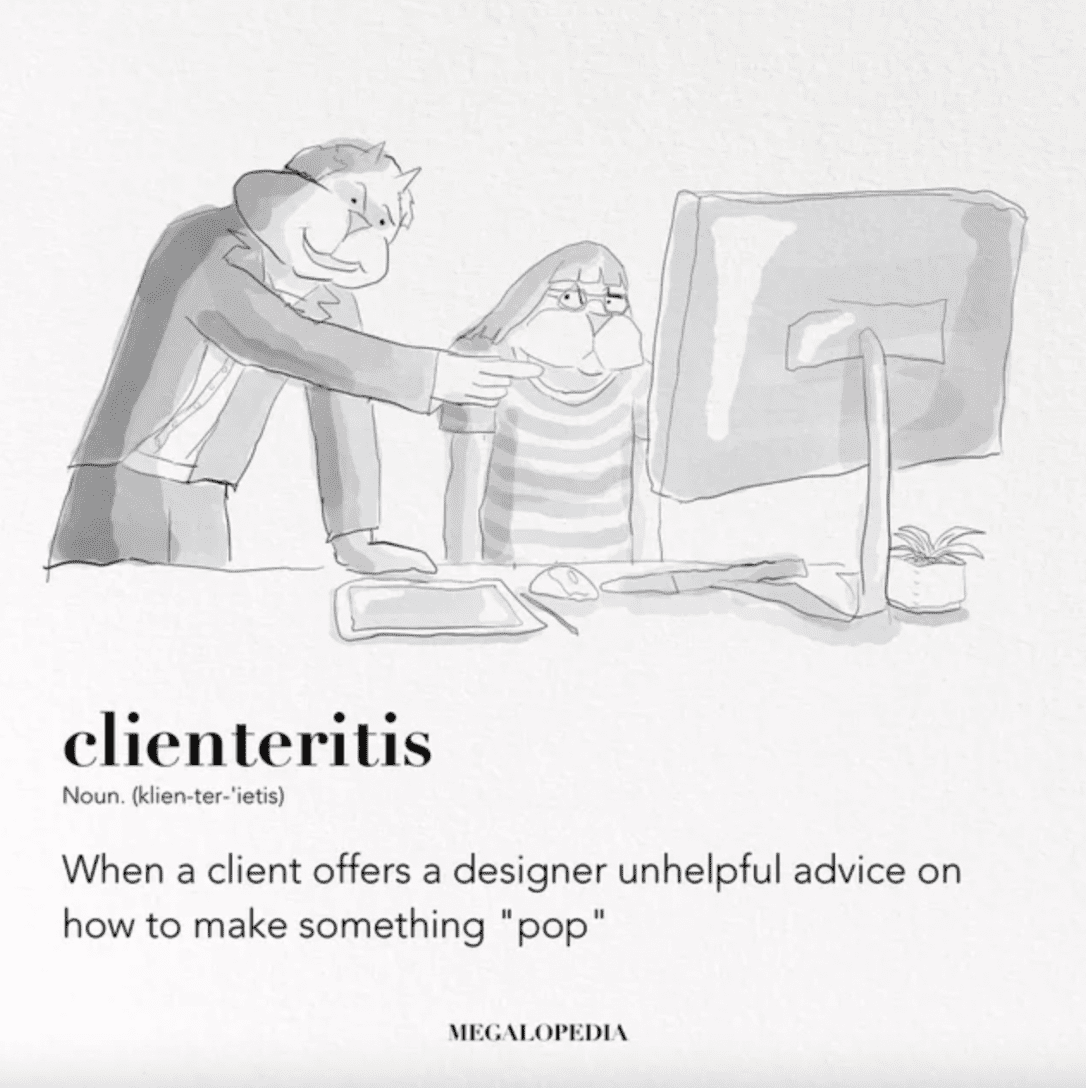 clienteritis
Noun. (klien-ter-'ietis)
When a client offers a designer unhelpful advice on
how to make something "pop"
MEGALOPEDIA